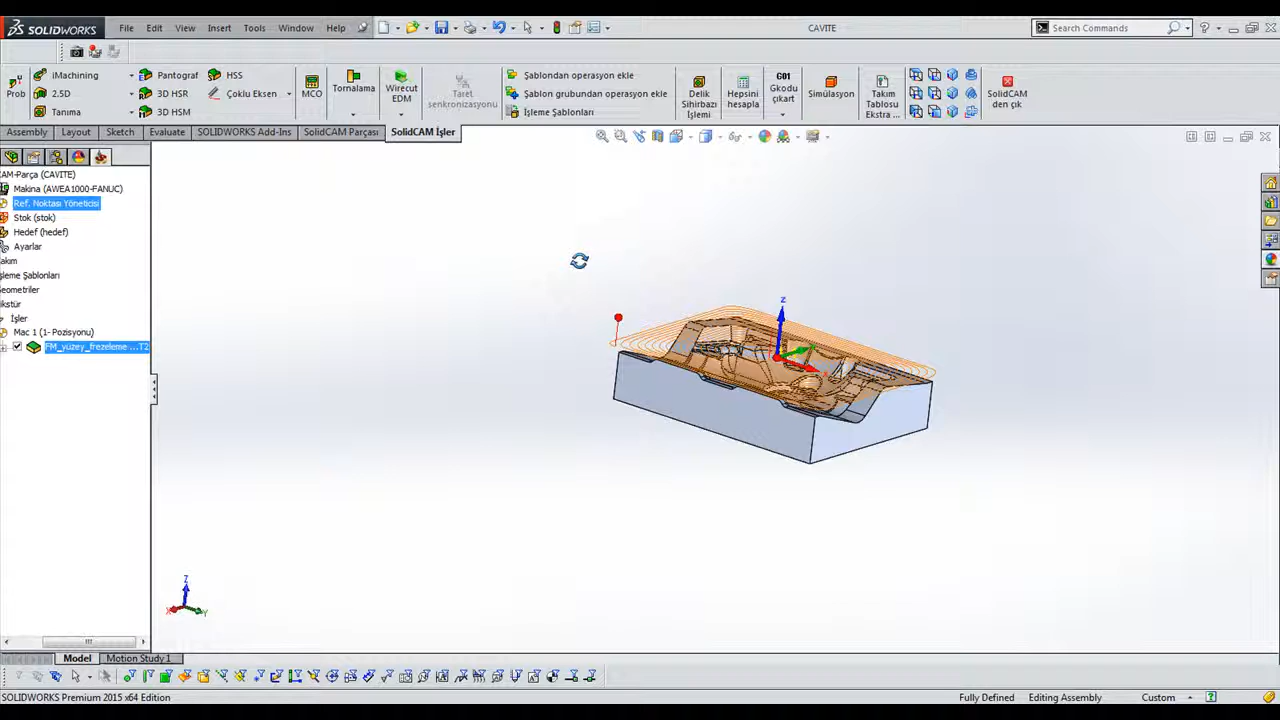 SOLIDWORKS File Edit View Insert Tools Window Help CAVITE Search Commands
Prob
iMachining
2.5D
Tanıma
Pantograf
3D HSR
3D HSM
HSS
Çoklu Eksen
MCO
Tornalama
Wirecut
EDM
Taret
senkronizasyonu
Şablondan operasyon ekle
Şablon grubundan operasyon ekle
İşleme Şablonları
Delik
Sihirbazı
İşlemi
Hepsini
hesapla
G01
Gkodu
çıkart
Simülasyon
Takım
Tablosu
Ekstra ...
SolidCAM
den çık
Assembly Layout Sketch Evaluate SOLIDWORKS Add-Ins SolidCAM Parçası SolidCAM İşler
AM-Parça (CAVITE)
Makina (AWEA1000-FANUC)
Ref. Noktası Yöneticisi
Stok (stok)
Hedef (hedef)
Ayarlar
akım
şleme Şablonları
eometriler
kstür
İşler
Mac 1 (1- Pozisyonu)
FM_yüzey_frezeleme ...T2
Z
Z
X Y
Model Motion Study 1
SOLIDWORKS Premium 2015 x64 Edition Fully Defined Editing Assembly Custom